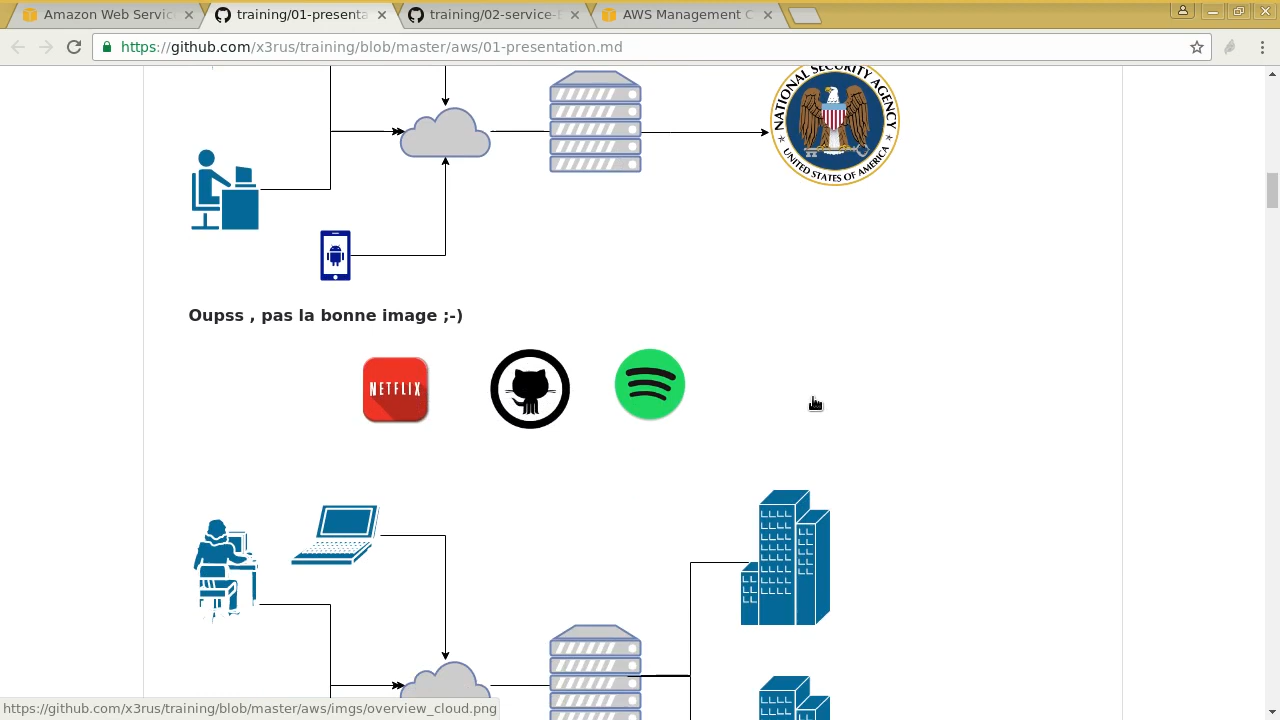 Amazon Web Servic
training/01-presenta
training/02-service-E
AWS Management C
https://github.com/x3rus/training/blob/master/aws/01-presentation.md
NATIONAL SECURITY AGENCY
UNITED STATES OF AMERICA
Oupss , pas la bonne image ;-)
NETFLIX
https://github.com/x3rus/training/blob/master/aws/imgs/overview_cloud.png